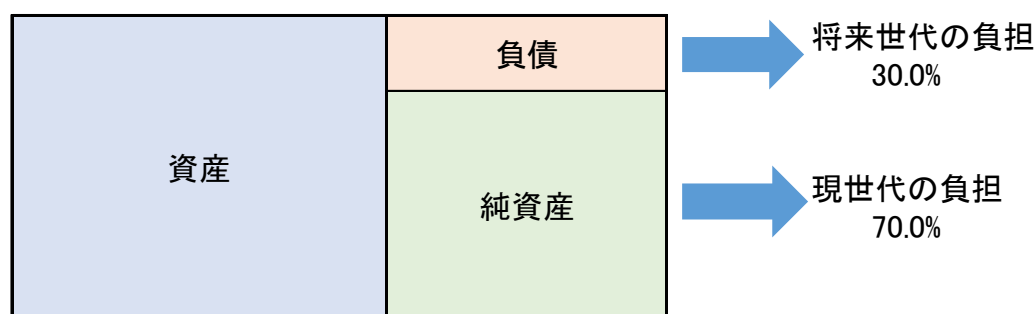 負債
将来世代の負担
30.0%
資産
純資産
現世代の負担
70.0%